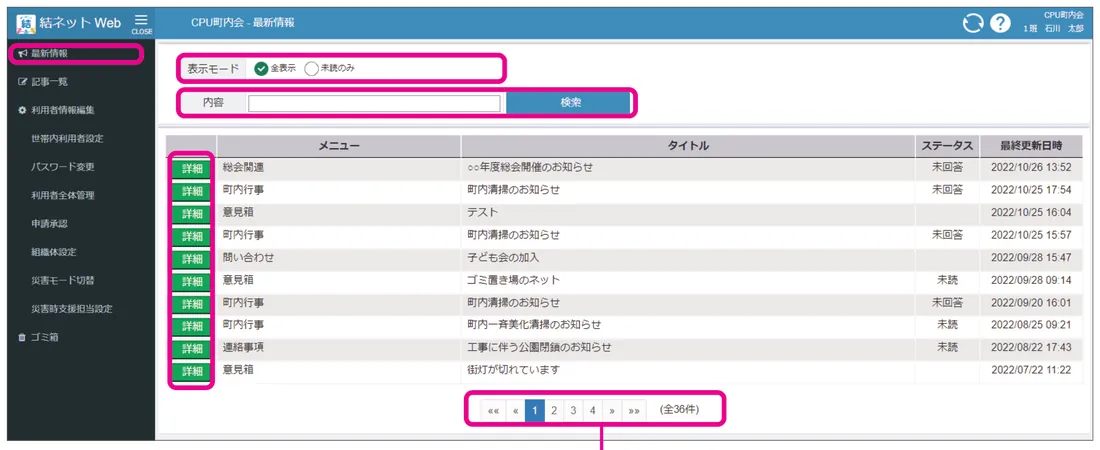 結ネット Web
CLOSE
CPU町内会 - 最新情報
CPU町内会
1班 石川 太郎
最新情報
記事一覧
利用者情報編集
世帯内利用者設定
パスワード変更
利用者全体管理
申請承認
組織体設定
災害モード切替
災害時支援担当設定
ゴミ箱
表示モード 全表示 未読のみ
内容 検索
メニュー タイトル ステータス 最終更新日時
詳細 総会関連 ○○年度総会開催のお知らせ 未回答 2022/10/26 13:52
詳細 町内行事 町内清掃のお知らせ 未回答 2022/10/25 17:54
詳細 意見箱 テスト 2022/10/25 16:04
詳細 町内行事 町内清掃のお知らせ 未回答 2022/10/25 15:57
詳細 問い合わせ 子ども会の加入 2022/09/28 15:47
詳細 意見箱 ゴミ置き場のネット 未読 2022/09/28 09:14
詳細 町内行事 町内清掃のお知らせ 未回答 2022/09/20 16:01
詳細 町内行事 町内一斉美化清掃のお知らせ 未読 2022/08/25 09:21
詳細 連絡事項 工事に伴う公園閉鎖のお知らせ 未読 2022/08/22 17:43
詳細 意見箱 街灯が切れています 2022/07/22 11:22
«« « 1 2 3 4 » »» (全36件)